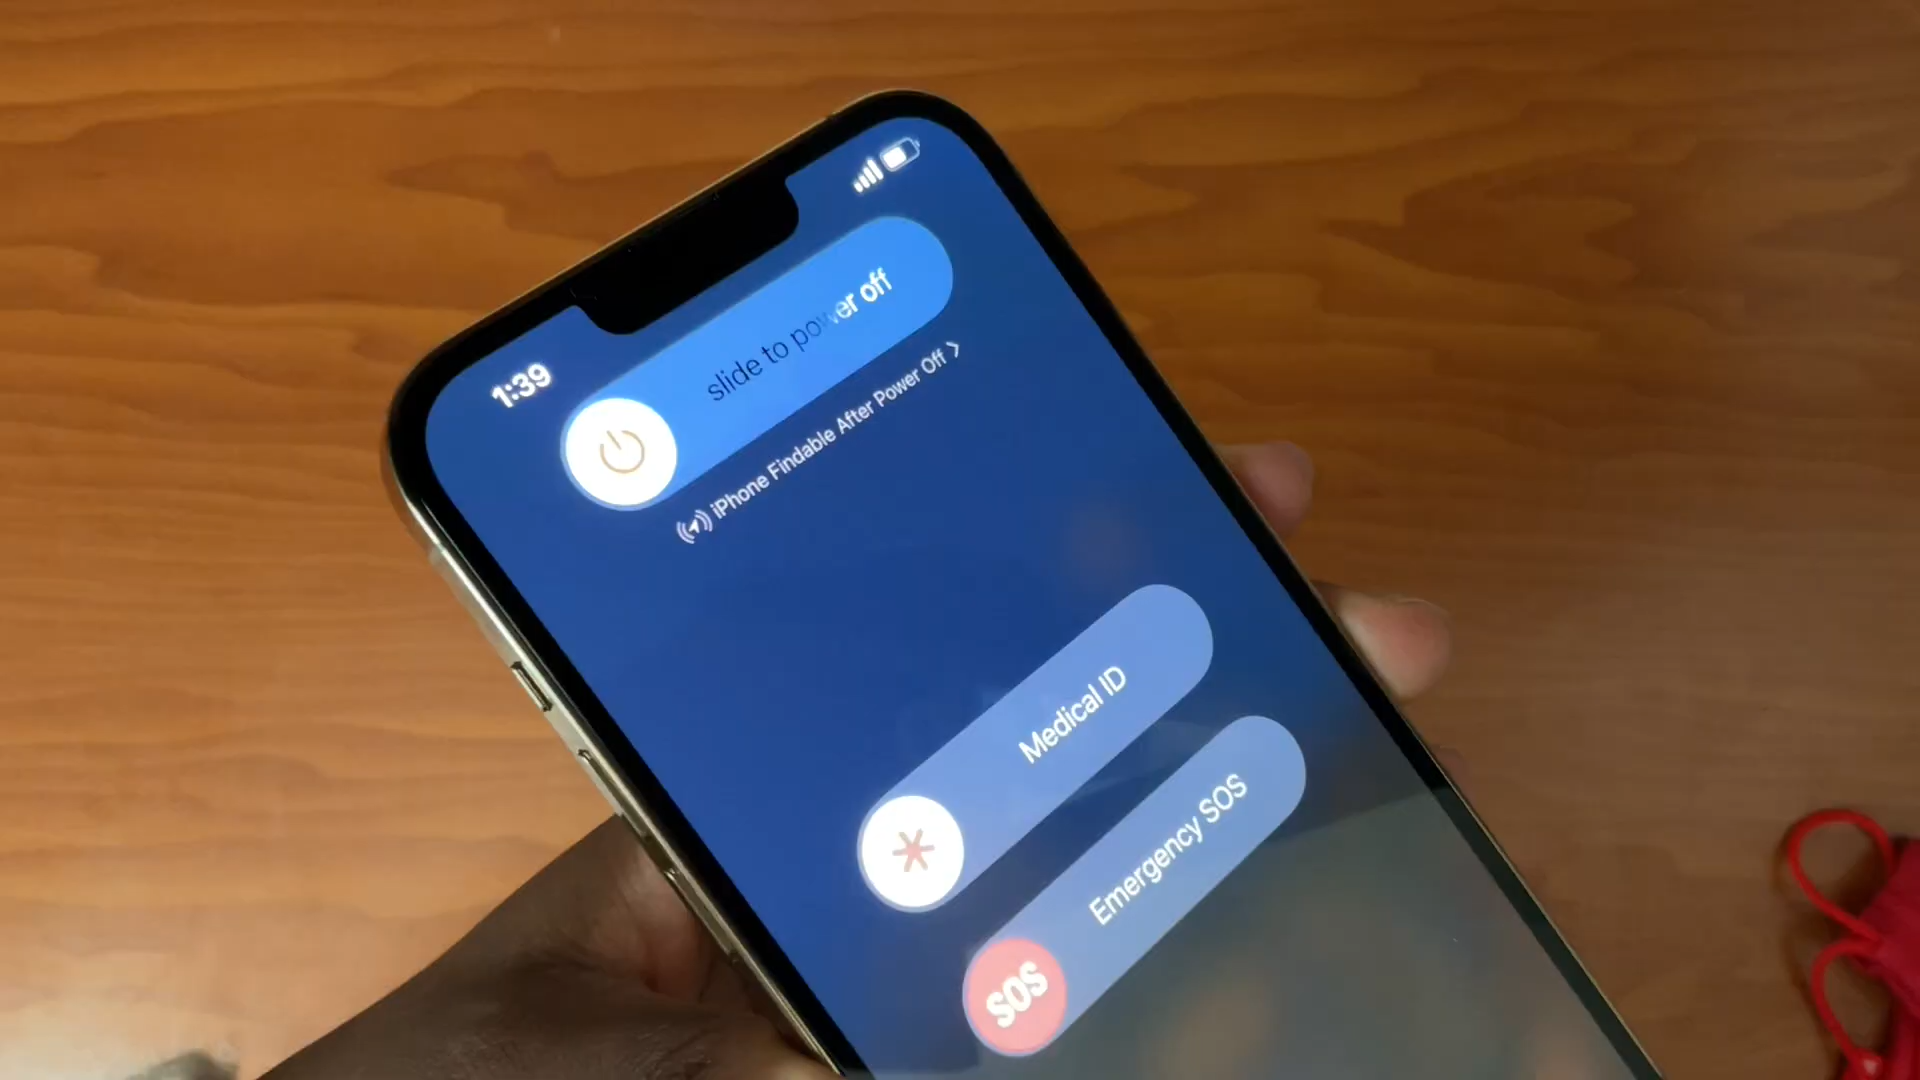 1:39
slide to power off
iPhone Findable After Power Off >
Medical ID
Emergency SOS
SOS